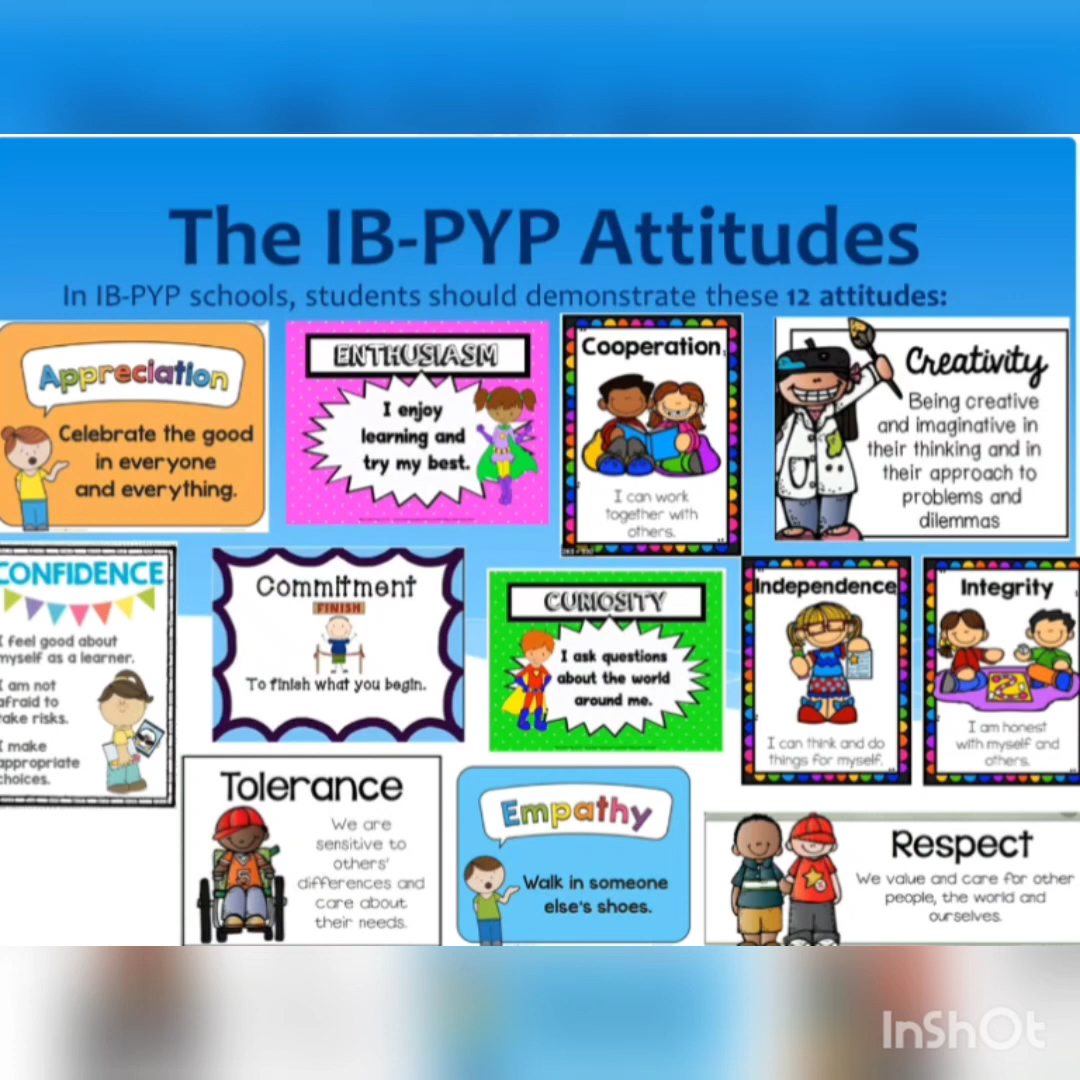 The IB-PYP Attitudes
In IB-PYP schools, students should demonstrate these 12 attitudes:
Appreciation
Celebrate the good
in everyone
and everything.
ENTHUSIASM
I enjoy
learning and
try my best.
Cooperation
I can work
together with
others.
Creativity
Being creative
and imaginative in
their thinking and in
their approach to
problems and
dilemmas
CONFIDENCE
I feel good about
myself as a learner.
I am not
afraid to
take risks.
I make
appropriate
choices.
Commitment
FINISH
To finish what you begin.
CURIOSITY
I ask questions
about the world
around me.
Independence
I can think and do
things for myself.
Integrity
I am honest
with myself and
others.
Tolerance
We are
sensitive to
others'
differences and
care about
their needs.
Empathy
Walk in someone
else's shoes.
Respect
We value and care for other
people, the world and
ourselves.
InShOt